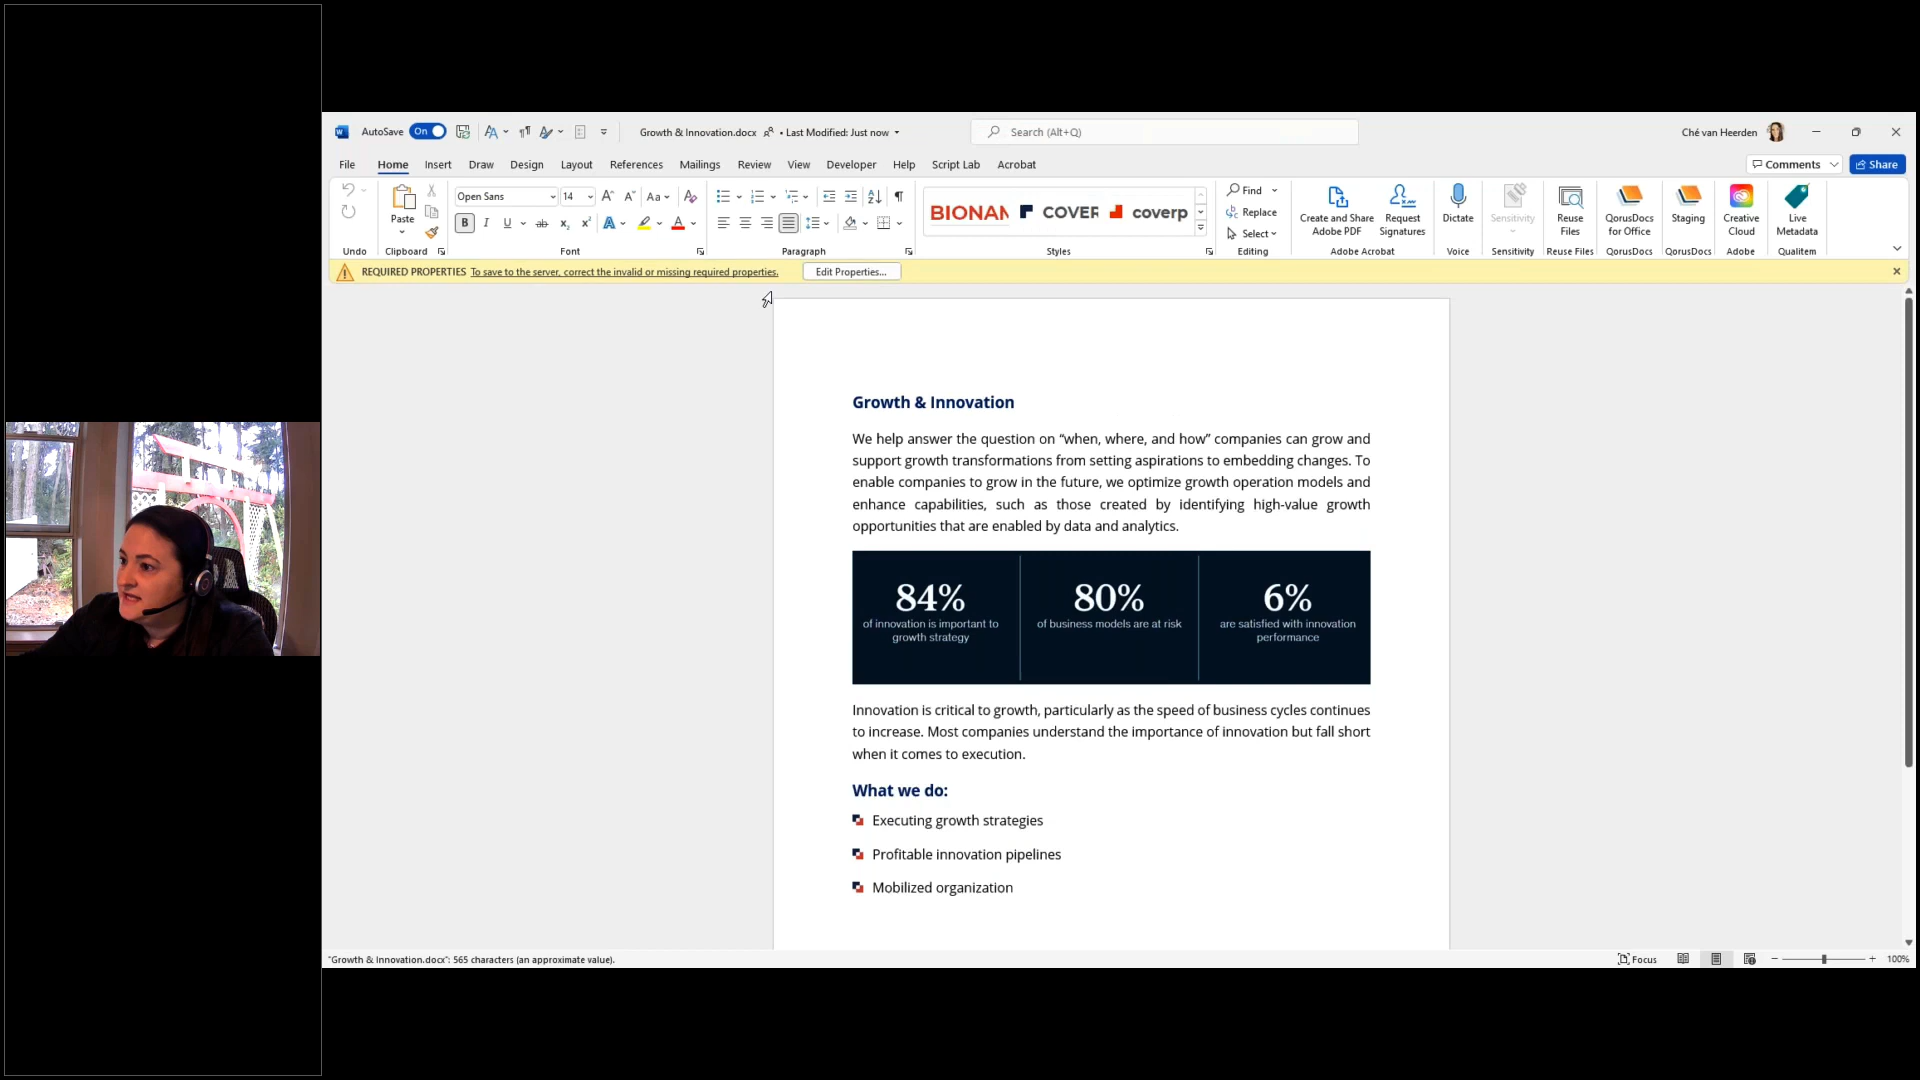 AutoSave On Growth & Innovation.docx • Last Modified: Just now Search (Alt+Q) Ché van Heerden
File Home Insert Draw Design Layout References Mailings Review View Developer Help Script Lab Acrobat Comments Share
Paste Open Sans 14 Aa BIONAN COVER coverp Find Replace Select
Create and Share Adobe PDF Request Signatures Dictate Sensitivity Reuse Files QorusDocs for Office Staging Creative Cloud Live Metadata
Undo Clipboard Font Paragraph Styles Editing Adobe Acrobat Voice Sensitivity Reuse Files QorusDocs QorusDocs Adobe Qualitem
REQUIRED PROPERTIES To save to the server, correct the invalid or missing required properties. Edit Properties...
Growth & Innovation
We help answer the question on “when, where, and how” companies can grow and
support growth transformations from setting aspirations to embedding changes. To
enable companies to grow in the future, we optimize growth operation models and
enhance capabilities, such as those created by identifying high-value growth
opportunities that are enabled by data and analytics.
84% 80% 6%
of innovation is important to growth strategy
of business models are at risk
are satisfied with innovation performance
Innovation is critical to growth, particularly as the speed of business cycles continues
to increase. Most companies understand the importance of innovation but fall short
when it comes to execution.
What we do:
Executing growth strategies
Profitable innovation pipelines
Mobilized organization
"Growth & Innovation.docx": 565 characters (an approximate value). Focus 100%